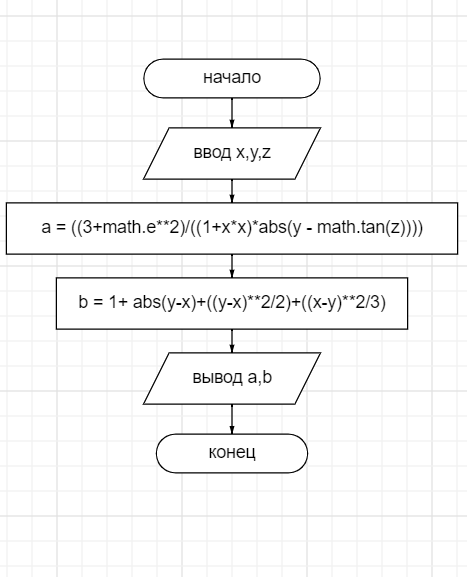 начало
ввод x,y,z
a = ((3+math.e**2)/((1+x*x)*abs(y - math.tan(z))))
b = 1+ abs(y-x)+((y-x)**2/2)+((x-y)**2/3)
вывод a,b
конец